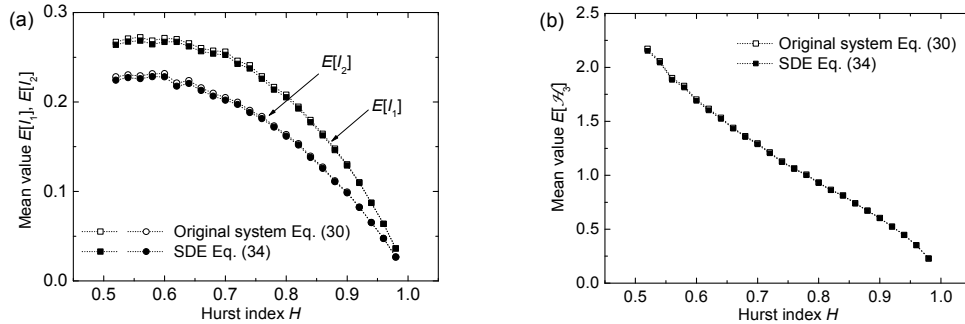 (a)
Mean value E[I₁], E[I₂]
0.3
0.2
0.1
0.0
E[I₂]
E[I₁]
Original system Eq. (30)
SDE Eq. (34)
0.5 0.6 0.7 0.8 0.9 1.0
Hurst index H
(b)
Mean value E[ℋ₃]
2.5
2.0
1.5
1.0
0.5
0.0
Original system Eq. (30)
SDE Eq. (34)
0.5 0.6 0.7 0.8 0.9 1.0
Hurst index H